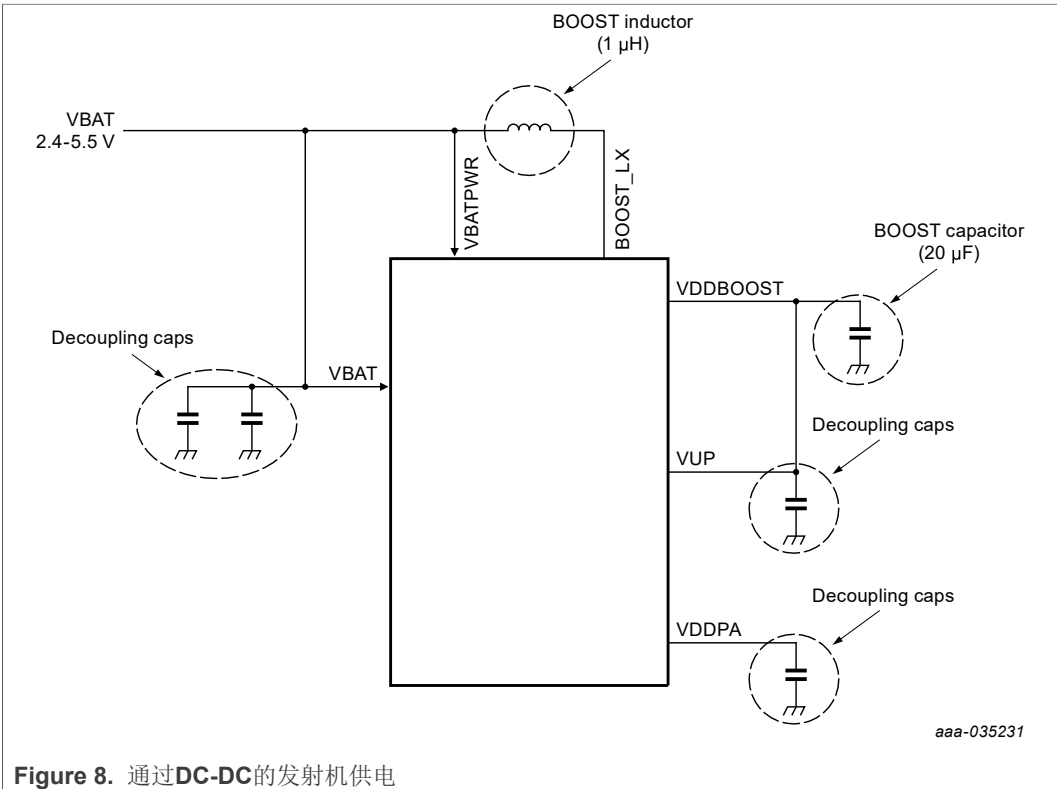 BOOST inductor
(1 μH)
VBAT
2.4-5.5 V
VBATPWR
BOOST_LX
BOOST capacitor
(20 μF)
VDDBOOST
Decoupling caps
VBAT
Decoupling caps
VUP
Decoupling caps
VDDPA
aaa-035231
Figure 8. 通过DC-DC的发射机供电